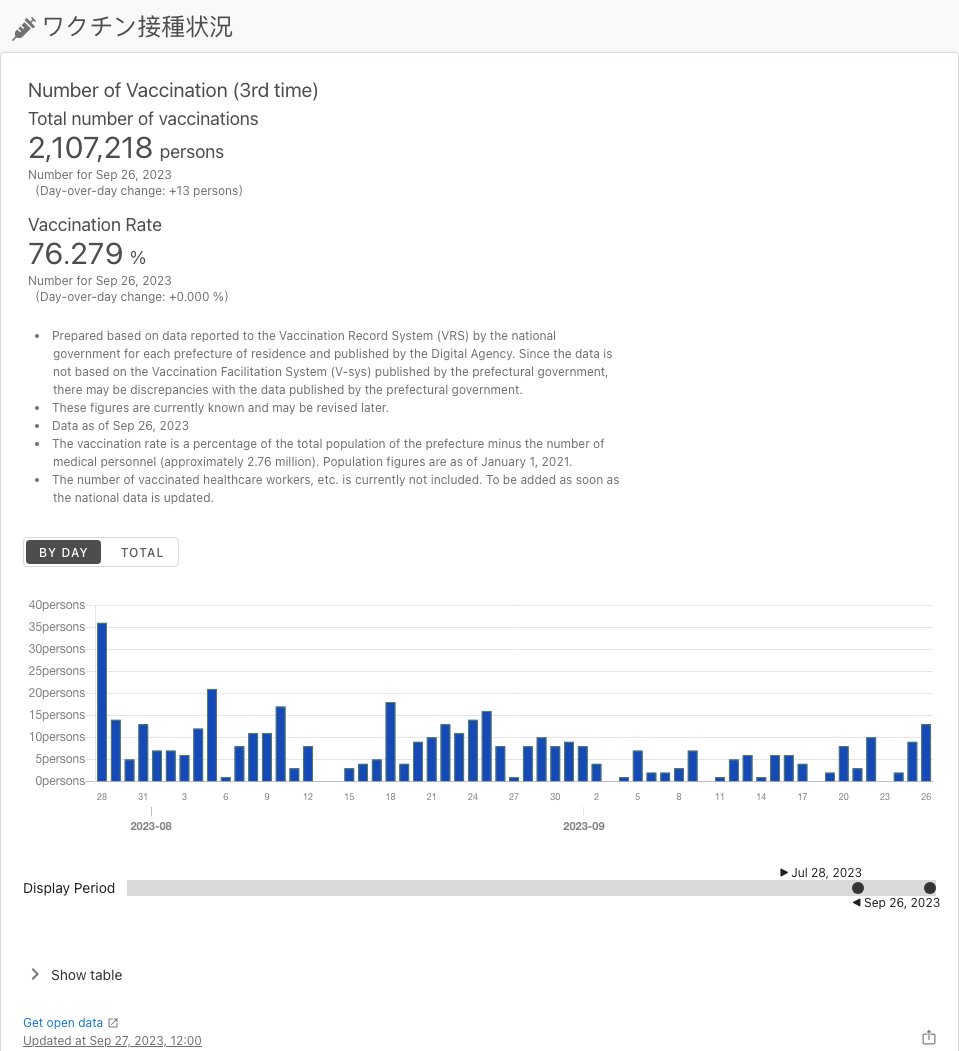 ワクチン接種状況
Number of Vaccination (3rd time)
Total number of vaccinations
2,107,218 persons
Number for Sep 26, 2023
(Day-over-day change: +13 persons)
Vaccination Rate
76.279 %
Number for Sep 26, 2023
(Day-over-day change: +0.000 %)
• Prepared based on data reported to the Vaccination Record System (VRS) by the national
government for each prefecture of residence and published by the Digital Agency. Since the data is
not based on the Vaccination Facilitation System (V-sys) published by the prefectural government,
there may be discrepancies with the data published by the prefectural government.
• These figures are currently known and may be revised later.
• Data as of Sep 26, 2023
• The vaccination rate is a percentage of the total population of the prefecture minus the number of
medical personnel (approximately 2.76 million). Population figures are as of January 1, 2021.
• The number of vaccinated healthcare workers, etc. is currently not included. To be added as soon as
the national data is updated.
BY DAY TOTAL
40persons
35persons
30persons
25persons
20persons
15persons
10persons
5persons
0persons
28 31 3 6 9 12 15 18 21 24 27 30 2 5 8 11 14 17 20 23 26
2023-08 2023-09
Jul 28, 2023
Display Period
Sep 26, 2023
Show table
Get open data
Updated at Sep 27, 2023, 12:00